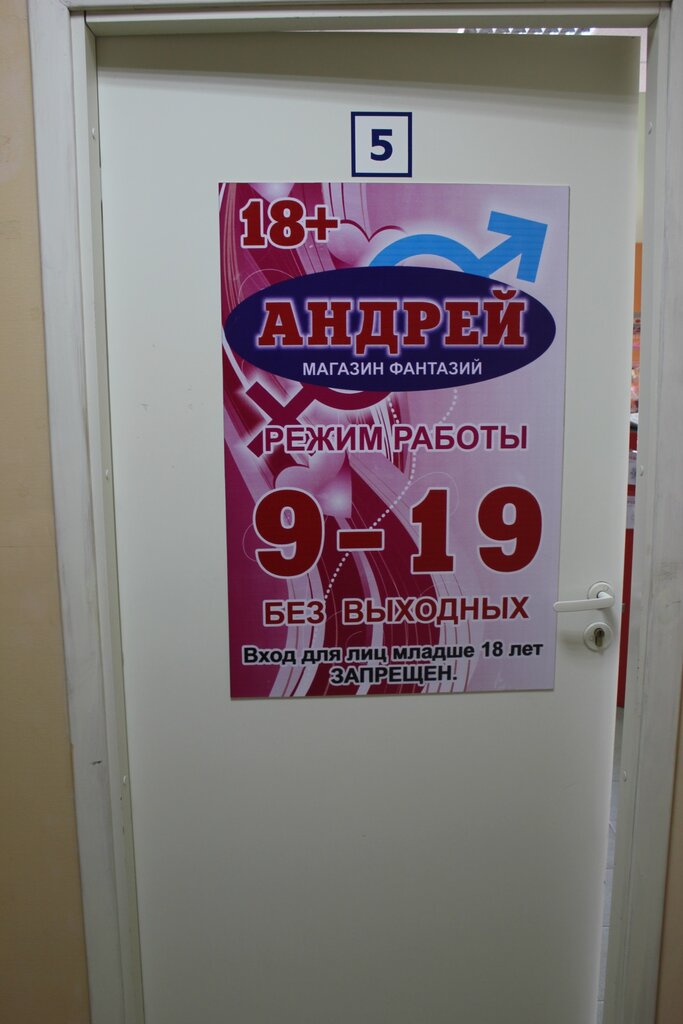 5
18+
АНДРЕЙ
МАГАЗИН ФАНТАЗИЙ
РЕЖИМ РАБОТЫ
9-19
БЕЗ ВЫХОДНЫХ
Вход для лиц младше 18 лет
ЗАПРЕЩЕН.